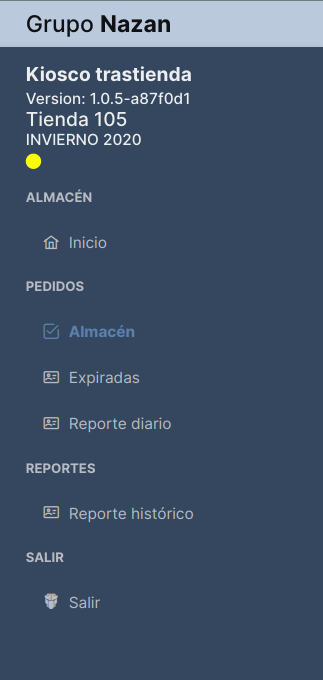 Grupo Nazan
Kiosco trastienda
Version: 1.0.5-a87f0d1
Tienda 105
INVIERNO 2020
ALMACÉN
Inicio
PEDIDOS
Almacén
Expiradas
Reporte diario
REPORTES
Reporte histórico
SALIR
Salir